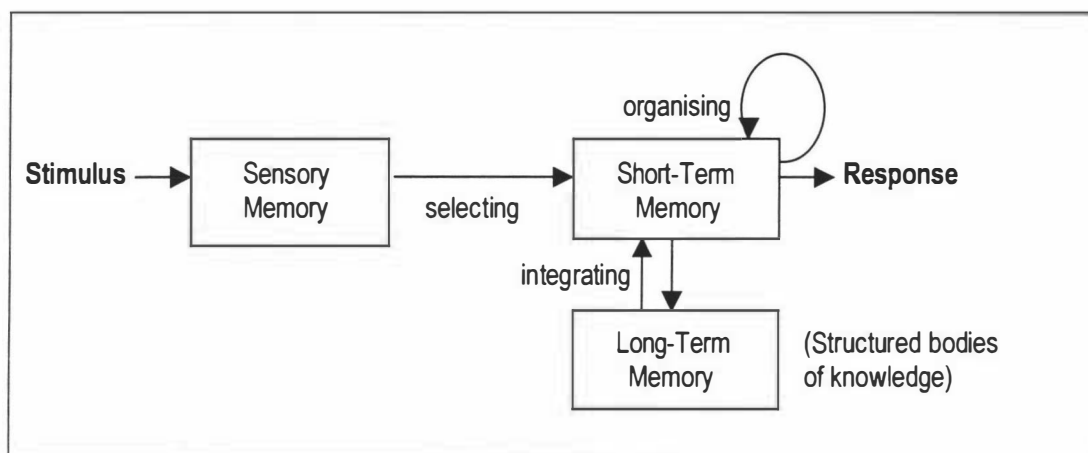 organising
Stimulus
Sensory
Memory
selecting
Short-Term
Memory
Response
integrating
Long-Term
Memory
(Structured bodies
of knowledge)